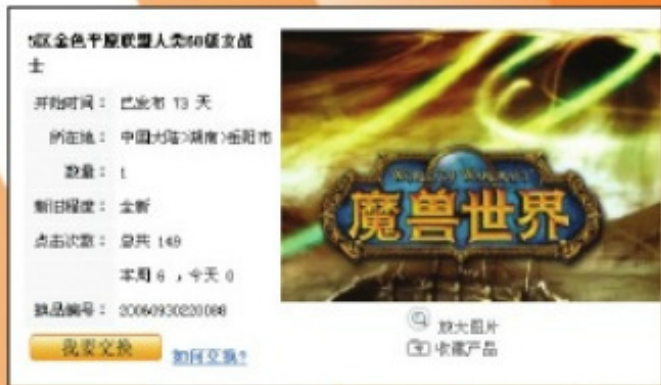 5区金色平原联盟人类60级女战
士
开始时间： 已发布 13 天
所在地： 中国大陆>湖南>岳阳市
数量： 1
新旧程度： 全新
点击次数： 总共 149
本周 6 ，今天 0
换品编号： 20060930220088
我要交换 如何交换?
WORLD OF WARCRAFT
魔兽世界
放大图片
收藏产品